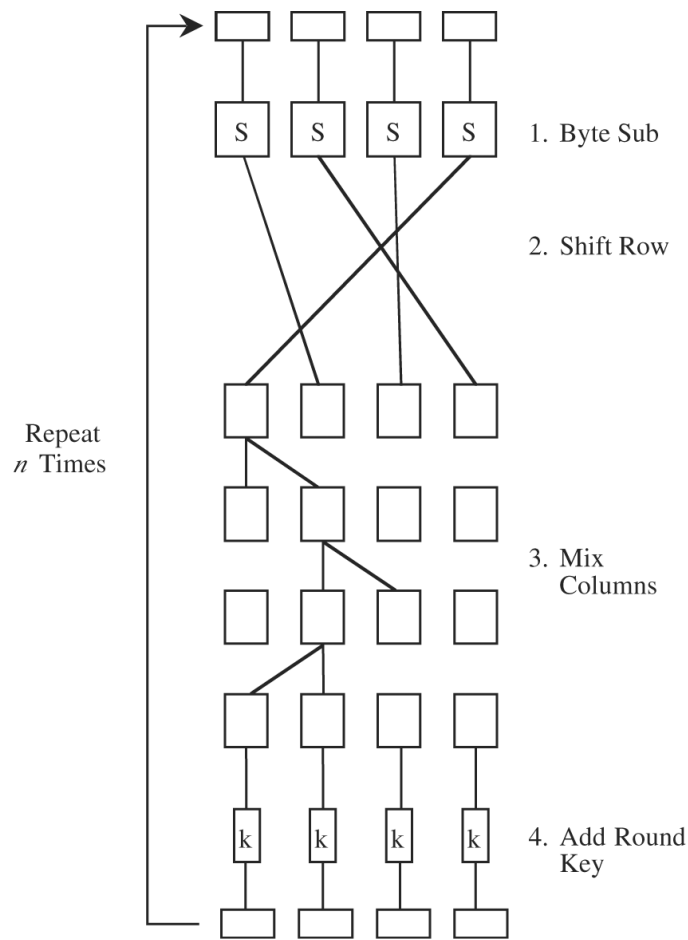 S S S S
1. Byte Sub
2. Shift Row
Repeat
n Times
3. Mix
Columns
k k k k
4. Add Round
Key